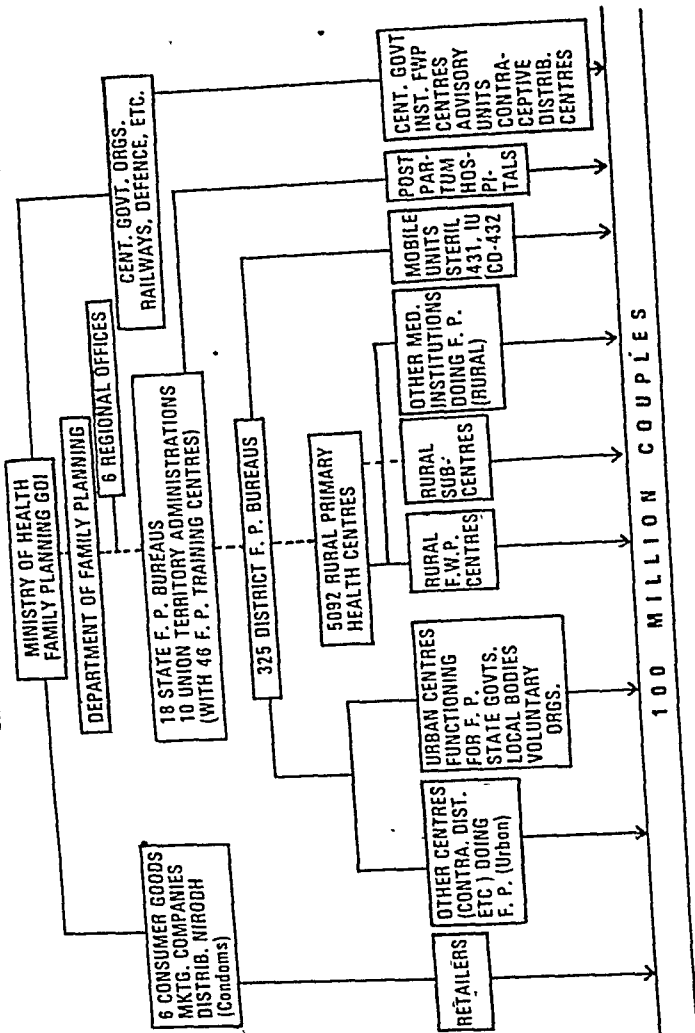 MINISTRY OF HEALTH
FAMILY PLANNING GOI
DEPARTMENT OF FAMILY PLANNING
6 REGIONAL OFFICES
CENT. GOVT. ORGS.
RAILWAYS, DEFENCE, ETC.
6 CONSUMER GOODS
MKTG. COMPANIES
DISTRIB. NIRODH
(Condoms)
18 STATE F. P. BUREAUS
10 UNION TERRITORY ADMINISTRATIONS
(WITH 46 F. P. TRAINING CENTRES)
325 DISTRICT F. P. BUREAUS
5092 RURAL PRIMARY
HEALTH CENTRES
RETAILERS
OTHER CENTRES
(CONTRA. DIST.
ETC ) DOING
F. P. (Urban)
URBAN CENTRES
FUNCTIONING
FOR F. P.
STATE GOVTS.
LOCAL BODIES
VOLUNTARY
ORGS.
RURAL
F.W.P.
CENTRES
RURAL
SUB-
CENTRES
OTHER MED.
INSTITUTIONS
DOING F. P.
(RURAL)
MOBILE
UNITS
STERIL
(431, IU
(CD-432
POST
PARTUM
HOS-
PI-
TALS
CENT. GOVT
INST. FWP
CENTRES
ADVISORY
UNITS
CONTRA-
CEPTIVE
DISTRIB.
CENTRES
100 MILLION COUPLES